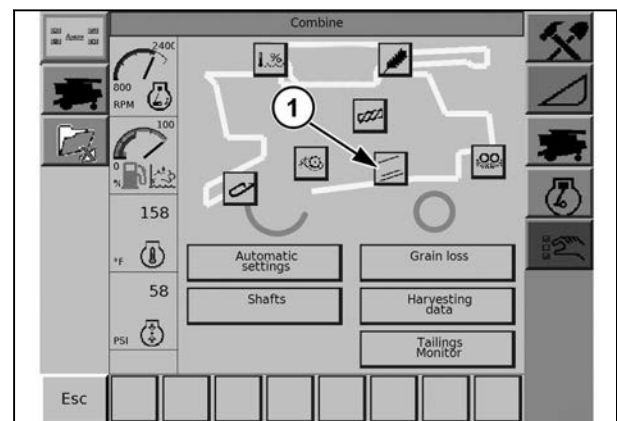 Combine
fuses
2400
800
RPM
1
%
100
0
%
158
°F
58
PSI
Automatic
settings
Grain loss
Shafts
Harvesting
data
Tailings
Monitor
Esc